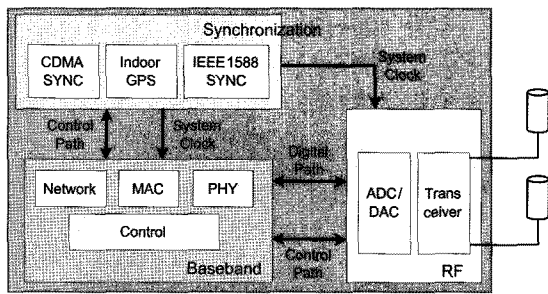 Synchronization
CDMA
SYNC
Indoor
GPS
IEEE1588
SYNC
System
Clock
Control
Path
System
Clock
Digital
Path
Network
MAC
PHY
Control
Baseband
Control
Path
ADC/
DAC
Trans
ceiver
RF